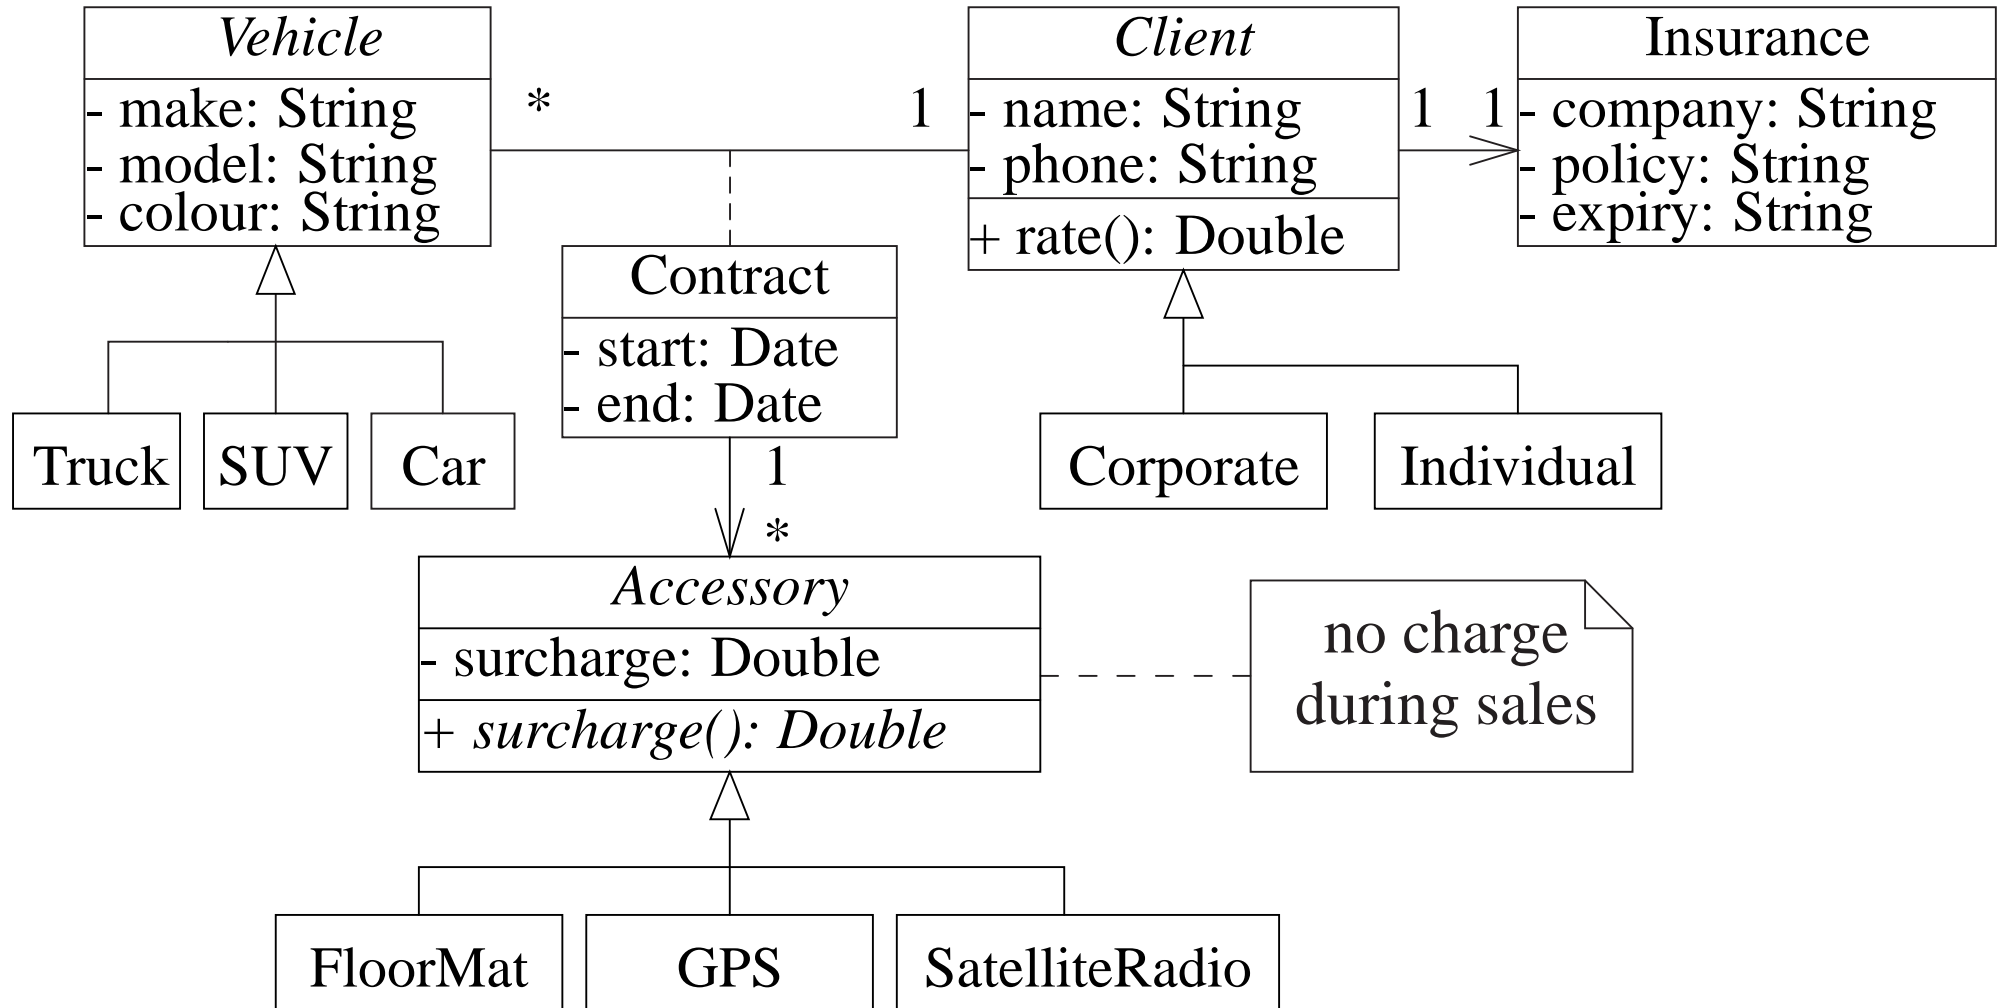 Vehicle
- make: String
- model: String
- colour: String
*
1
Client
- name: String
- phone: String
+ rate(): Double
1
1
Insurance
- company: String
- policy: String
- expiry: String
Contract
- start: Date
- end: Date
Truck
SUV
Car
1
*
Corporate
Individual
Accessory
- surcharge: Double
+ surcharge(): Double
no charge
during sales
FloorMat
GPS
SatelliteRadio